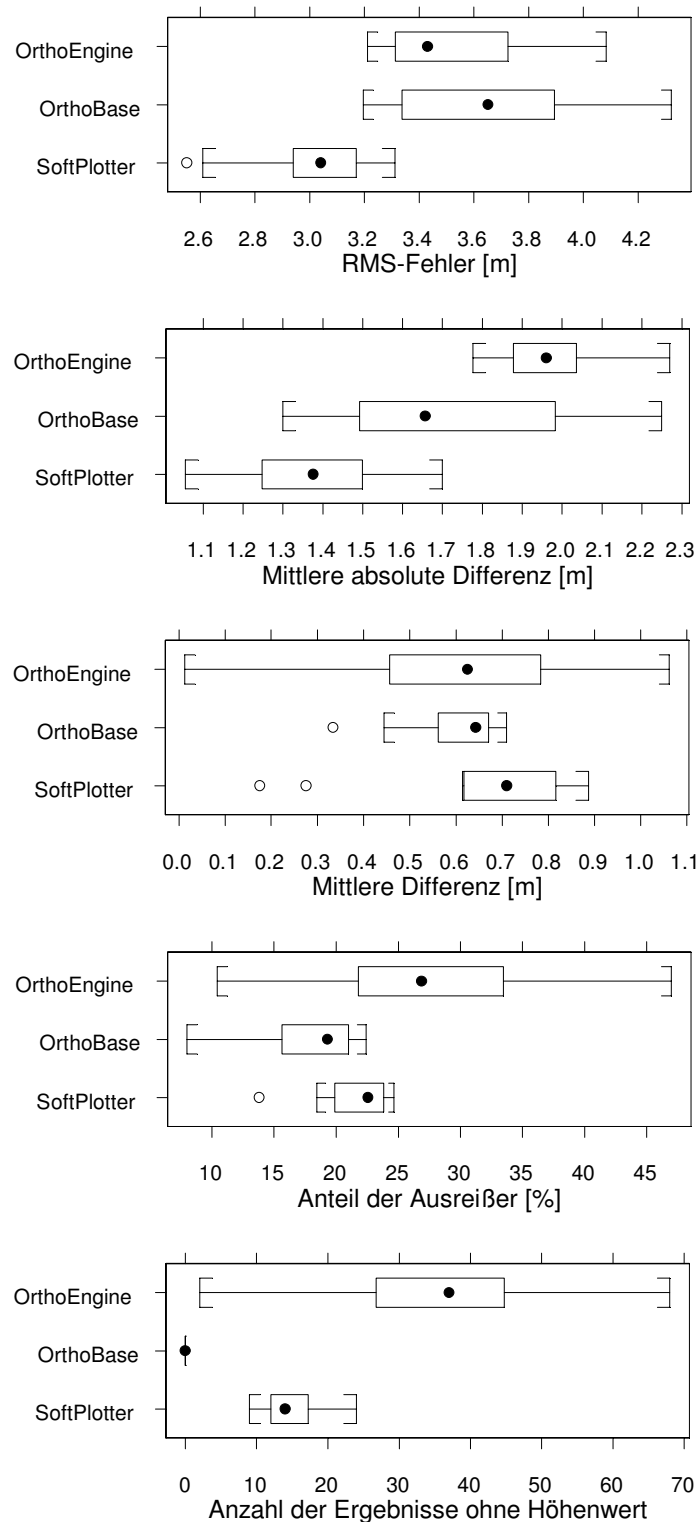 OrthoEngine
OrthoBase
SoftPlotter
2.6 2.8 3.0 3.2 3.4 3.6 3.8 4.0 4.2
RMS-Fehler [m]
OrthoEngine
OrthoBase
SoftPlotter
1.1 1.2 1.3 1.4 1.5 1.6 1.7 1.8 1.9 2.0 2.1 2.2 2.3
Mittlere absolute Differenz [m]
OrthoEngine
OrthoBase
SoftPlotter
0.0 0.1 0.2 0.3 0.4 0.5 0.6 0.7 0.8 0.9 1.0 1.1
Mittlere Differenz [m]
OrthoEngine
OrthoBase
SoftPlotter
10 15 20 25 30 35 40 45
Anteil der Ausreißer [%]
OrthoEngine
OrthoBase
SoftPlotter
0 10 20 30 40 50 60 70
Anzahl der Ergebnisse ohne Höhenwert